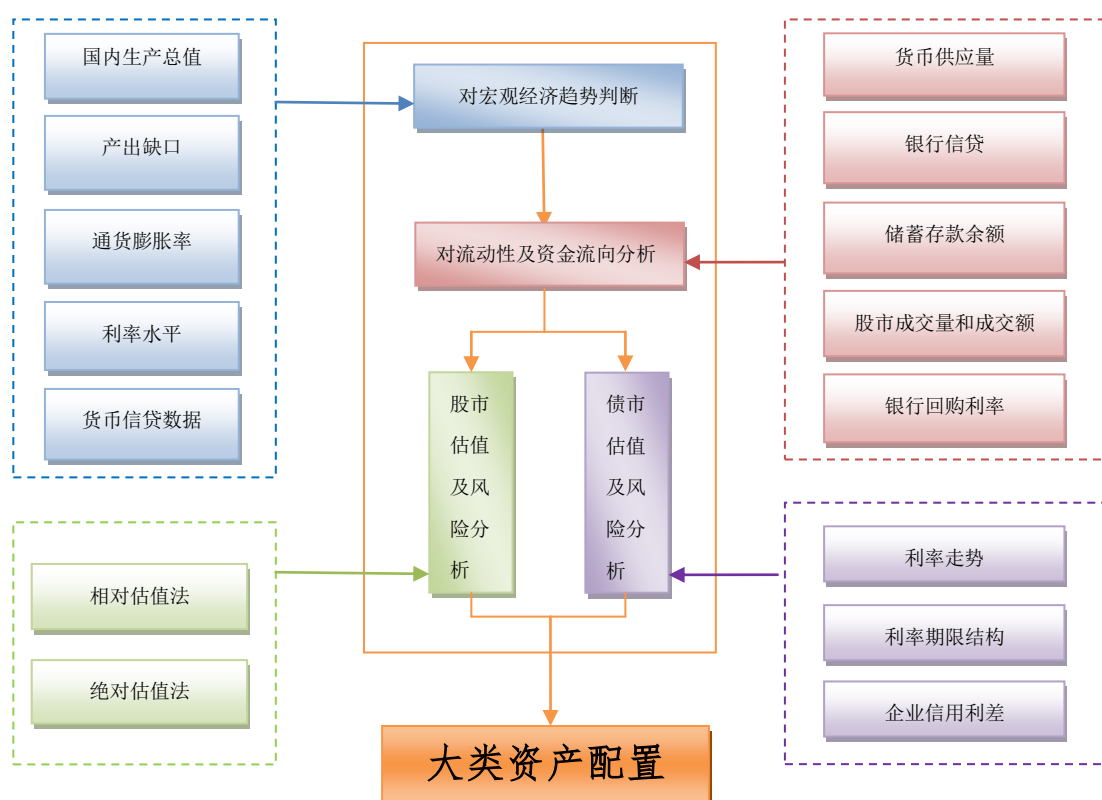 国内生产总值
产出缺口
通货膨胀率
利率水平
货币信贷数据
对宏观经济趋势判断
对流动性及资金流向分析
货币供应量
银行信贷
储蓄存款余额
股市成交量和成交额
银行回购利率
股市
估值
及风
险分
析
债市
估值
及风
险分
析
相对估值法
绝对估值法
利率走势
利率期限结构
企业信用利差
大类资产配置